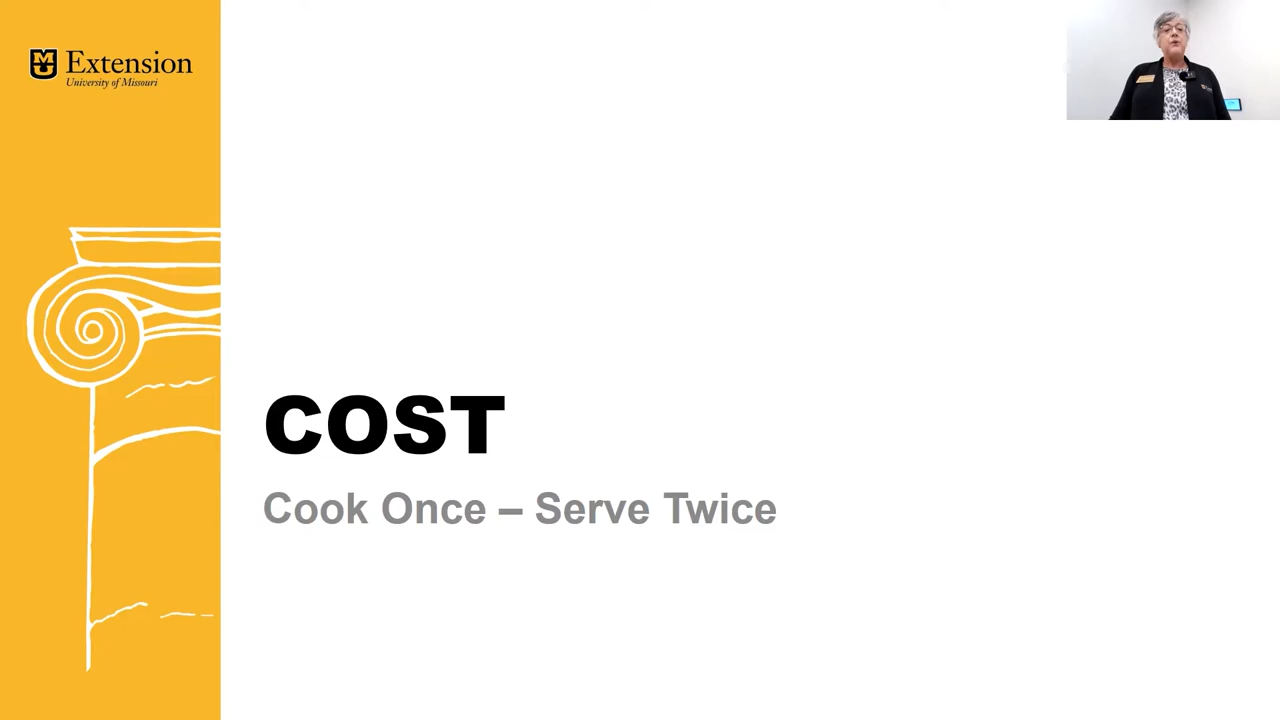 Extension
University of Missouri
COST
Cook Once – Serve Twice